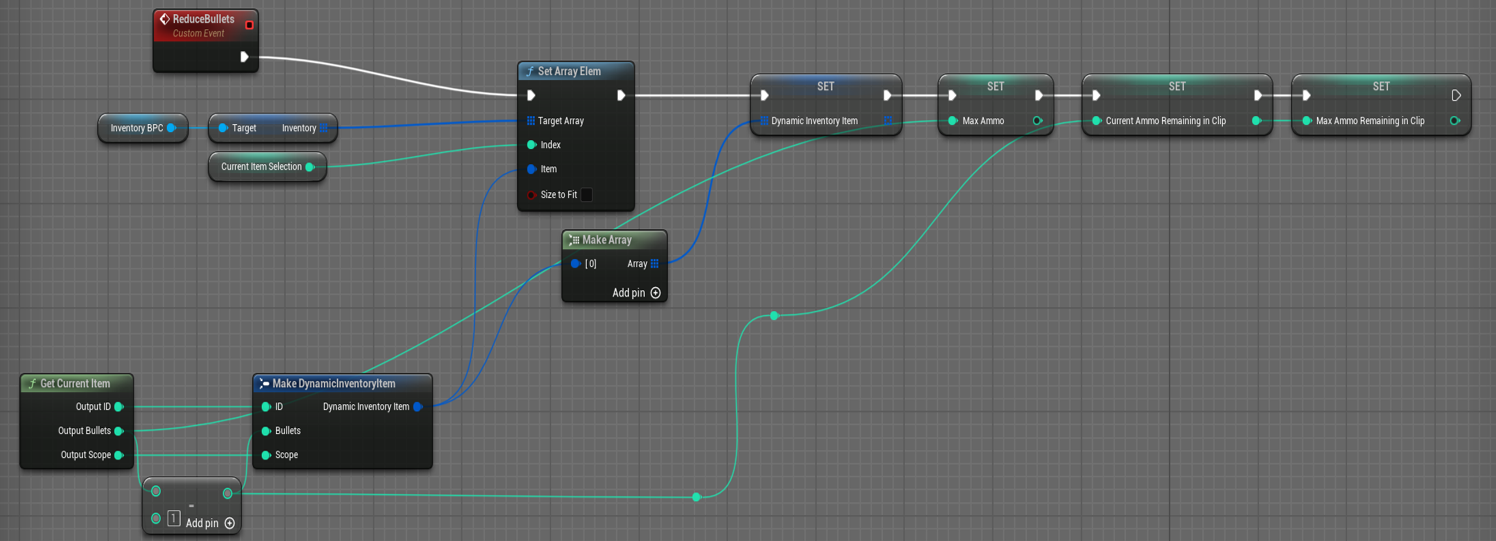 ReduceBullets
Custom Event
Inventory BPC
Target Inventory
Current Item Selection
f Set Array Elem
Target Array
Index
Item
Size to Fit
Make Array
[0] Array
Add pin
SET
Dynamic Inventory Item
SET
Max Ammo
SET
Current Ammo Remaining in Clip
SET
Max Ammo Remaining in Clip
f Get Current Item
Output ID
Output Bullets
Output Scope
Make DynamicInventoryItem
ID Dynamic Inventory Item
Bullets
Scope
-
1 Add pin